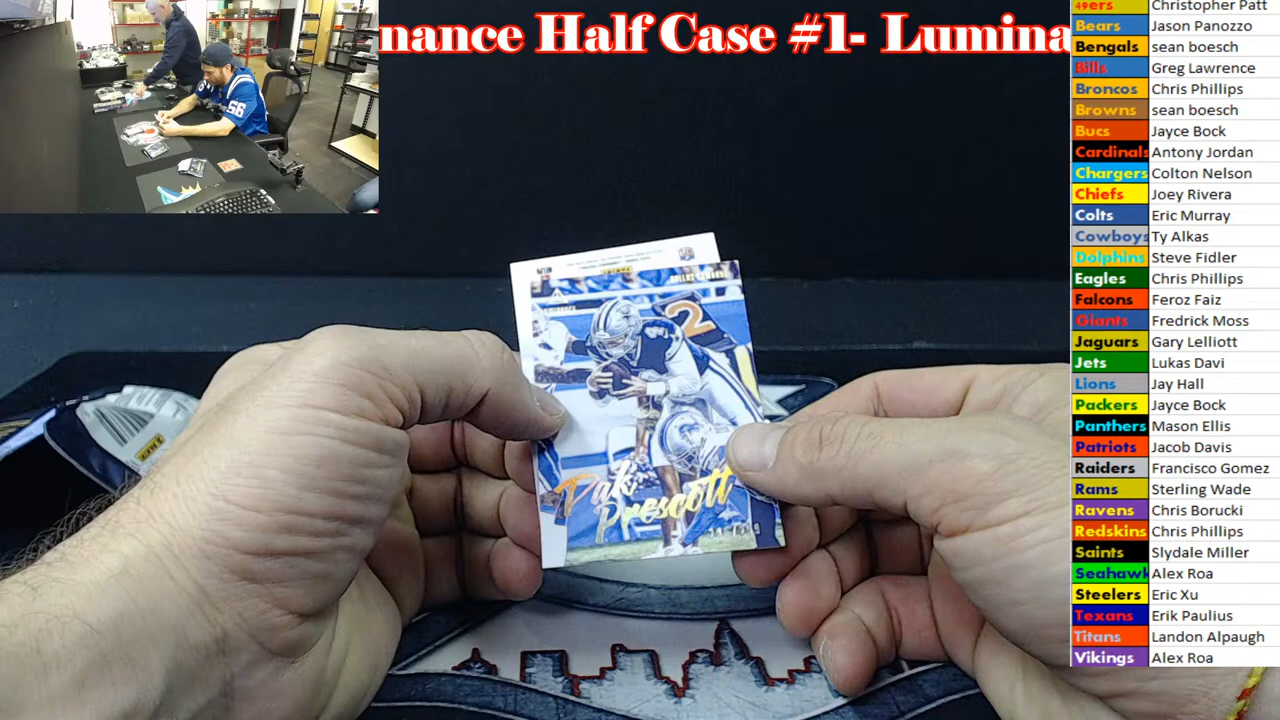 nance Half Case #1- Lumina
49ers Christopher Patt
Bears Jason Panozzo
Bengals sean boesch
Bills Greg Lawrence
Broncos Chris Phillips
Browns sean boesch
Bucs Jayce Bock
Cardinals Antony Jordan
Chargers Colton Nelson
Chiefs Joey Rivera
Colts Eric Murray
Cowboys Ty Alkas
Dolphins Steve Fidler
Eagles Chris Phillips
Falcons Feroz Faiz
Giants Fredrick Moss
Jaguars Gary Lelliott
Jets Lukas Davi
Lions Jay Hall
Packers Jayce Bock
Panthers Mason Ellis
Patriots Jacob Davis
Raiders Francisco Gomez
Rams Sterling Wade
Ravens Chris Borucki
Redskins Chris Phillips
Saints Slydale Miller
Seahawk Alex Roa
Steelers Eric Xu
Texans Erik Paulius
Titans Landon Alpaugh
Vikings Alex Roa
56
2
DALLAS COWBOYS
PANINI
Dak
Prescott